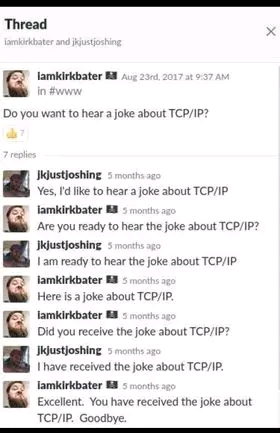 Thread
iamkirkbater and jkjustjoshing
iamkirkbater Aug 23rd, 2017 at 9:37 AM
in #www
Do you want to hear a joke about TCP/IP?
👍 7
7 replies
jkjustjoshing 5 months ago
Yes, I'd like to hear a joke about TCP/IP
iamkirkbater 5 months ago
Are you ready to hear the joke about TCP/IP?
jkjustjoshing 5 months ago
I am ready to hear the joke about TCP/IP
iamkirkbater 5 months ago
Here is a joke about TCP/IP.
iamkirkbater 5 months ago
Did you receive the joke about TCP/IP?
jkjustjoshing 5 months ago
I have received the joke about TCP/IP.
iamkirkbater 5 months ago
Excellent. You have received the joke about
TCP/IP. Goodbye.